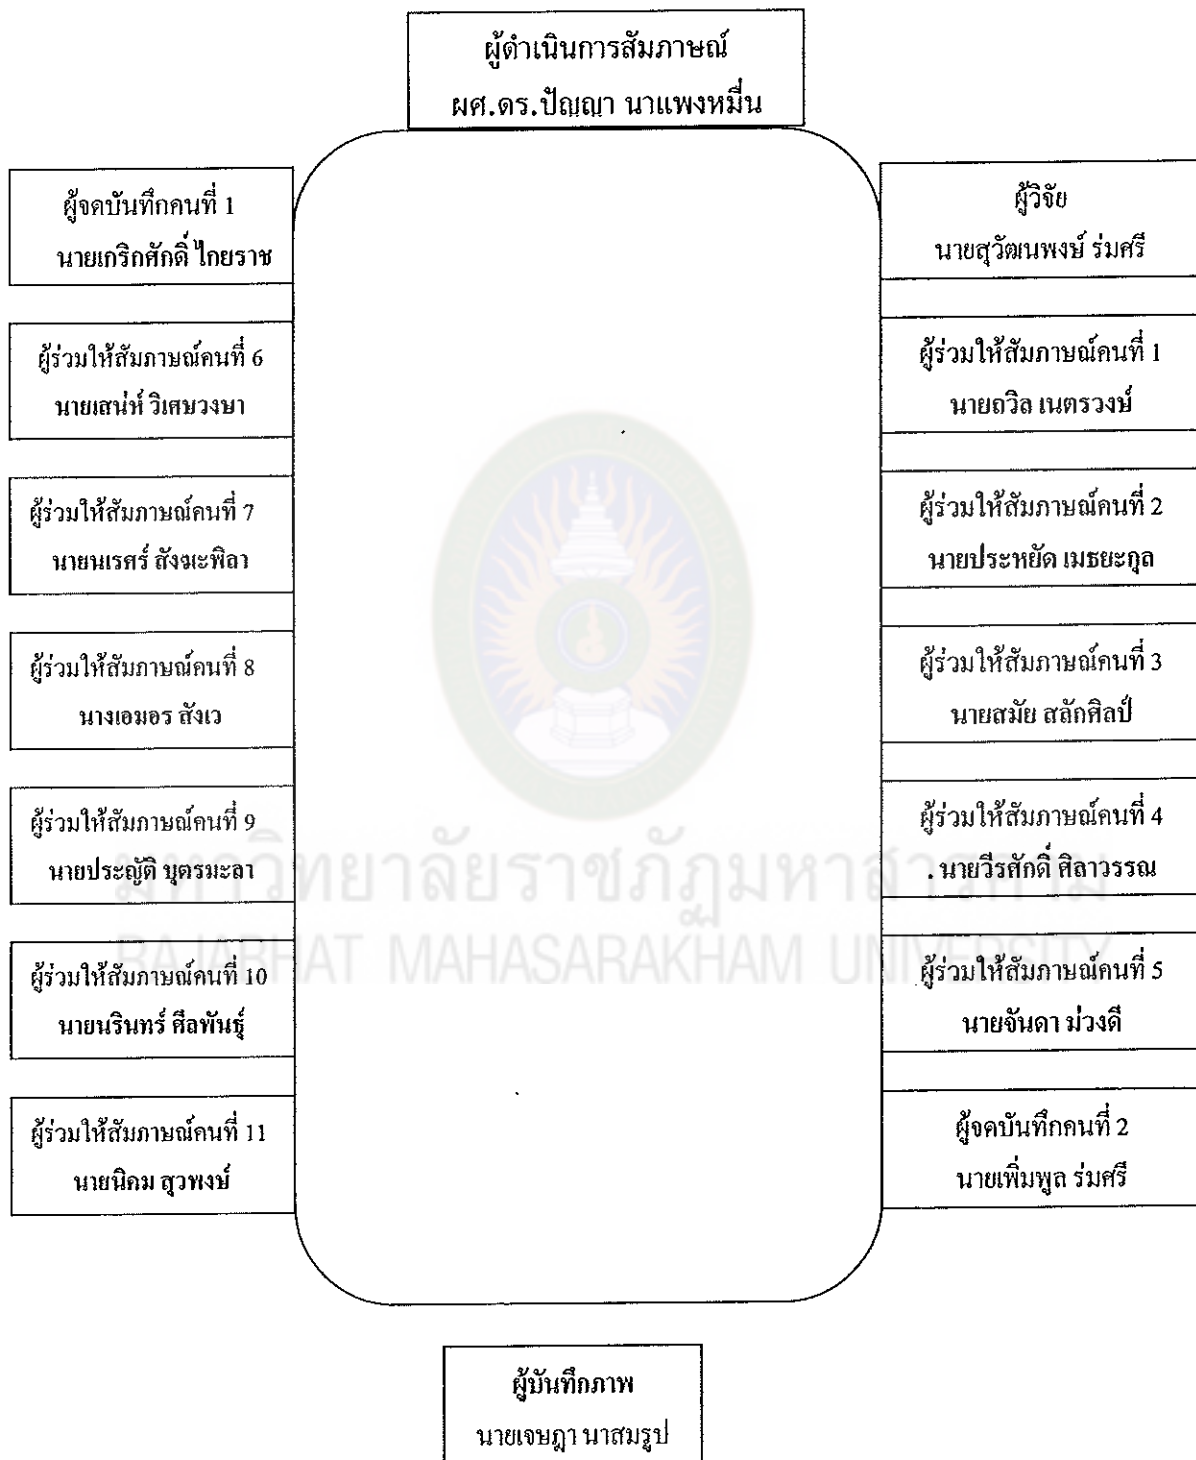 ผู้ดำเนินการสัมภาษณ์
ผศ.ดร.ปัญญา นาแพงหมื่น
ผู้จดบันทึกคนที่ 1
นายเกริกศักดิ์ ไกยราช
ผู้วิจัย
นายสุวัฒนพงษ์ ร่มศรี
ผู้ร่วมให้สัมภาษณ์คนที่ 6
นายเสน่ห์ วิเศษวงษา
ผู้ร่วมให้สัมภาษณ์คนที่ 1
นายถวิล เนตรวงษ์
ผู้ร่วมให้สัมภาษณ์คนที่ 7
นายนเรศร์ สังฆะพิลา
ผู้ร่วมให้สัมภาษณ์คนที่ 2
นายประหยัด เมธยะกุล
ผู้ร่วมให้สัมภาษณ์คนที่ 8
นางเอมอร สังเว
ผู้ร่วมให้สัมภาษณ์คนที่ 3
นายสมัย สลักศิลป์
ผู้ร่วมให้สัมภาษณ์คนที่ 9
นายประญัติ บุตรมะลา
ผู้ร่วมให้สัมภาษณ์คนที่ 4
นายวีรศักดิ์ ศิลาวรรณ
มหาวิทยาลัยราชภัฏมหาสารคาม
RAJABHAT MAHASARAKHAM UNIVERSITY
ผู้ร่วมให้สัมภาษณ์คนที่ 10
นายนรินทร์ ศีลพันธุ์
ผู้ร่วมให้สัมภาษณ์คนที่ 5
นายจันดา ม่วงดี
ผู้ร่วมให้สัมภาษณ์คนที่ 11
นายนิคม สุวพงษ์
ผู้จดบันทึกคนที่ 2
นายเพิ่มพูล ร่มศรี
ผู้บันทึกภาพ
นายเจษฎา นาสมรูป